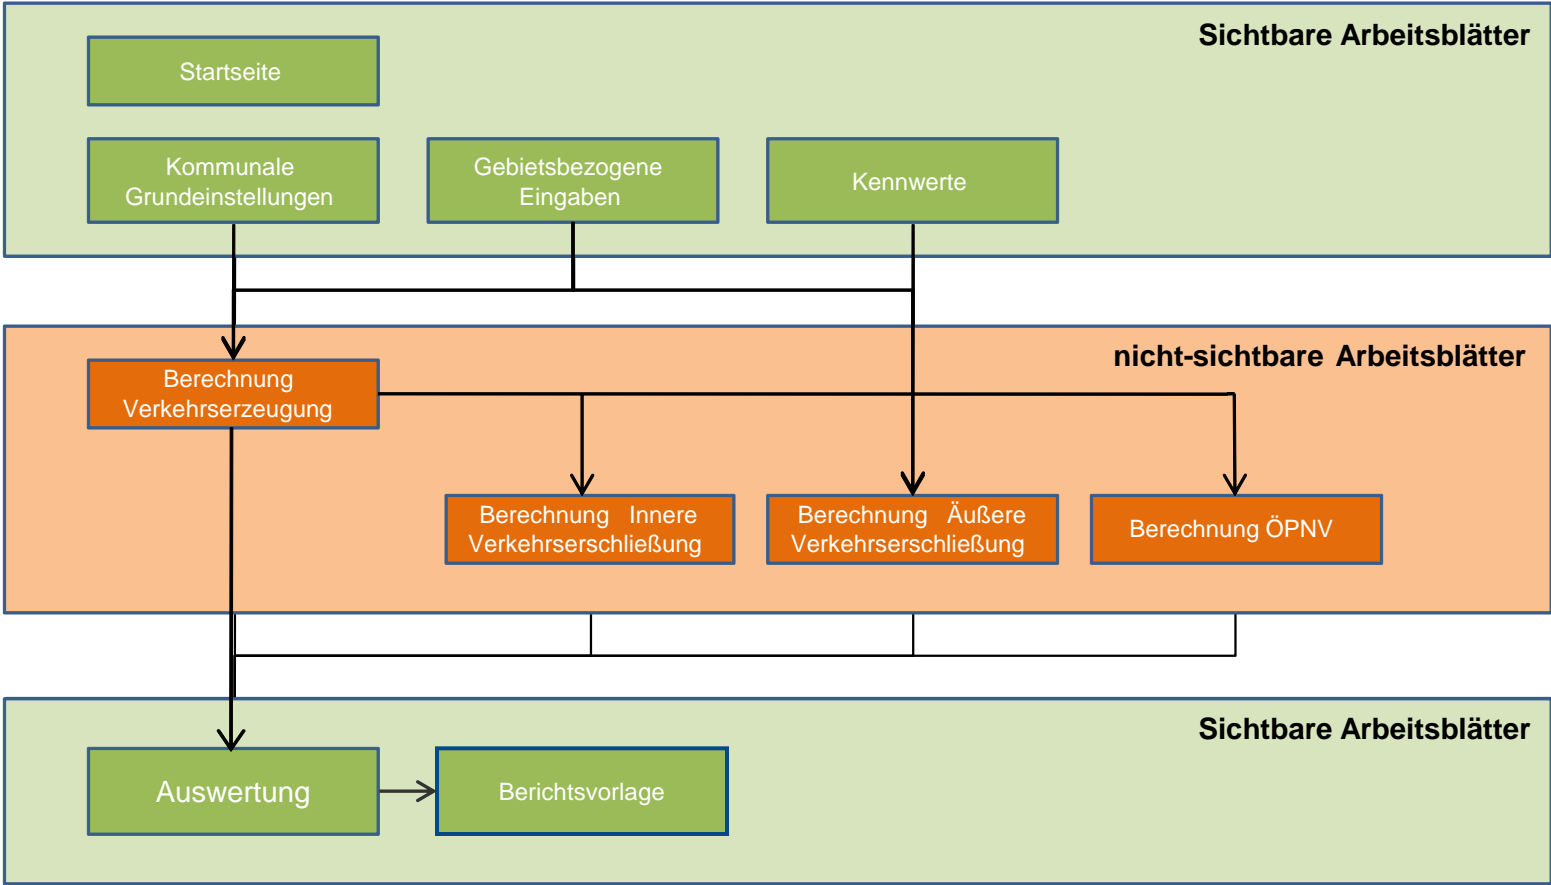 Sichtbare Arbeitsblätter
Startseite
Kommunale
Grundeinstellungen
Gebietsbezogene
Eingaben
Kennwerte
nicht-sichtbare Arbeitsblätter
Berechnung
Verkehrserzeugung
Berechnung Innere
Verkehrserschließung
Berechnung Äußere
Verkehrserschließung
Berechnung ÖPNV
Sichtbare Arbeitsblätter
Auswertung
Berichtsvorlage